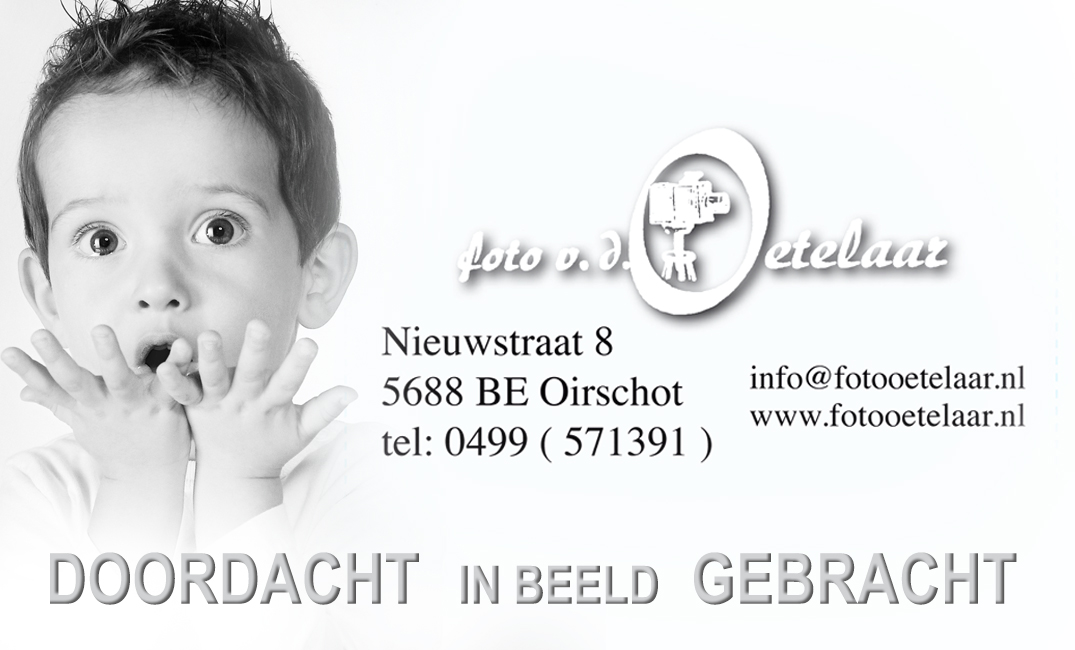 foto v.d. Oetelaar
Nieuwstraat 8
5688 BE Oirschot
tel: 0499 ( 571391 )
info@fotooetelaar.nl
www.fotooetelaar.nl
DOORDACHT IN BEELD GEBRACHT